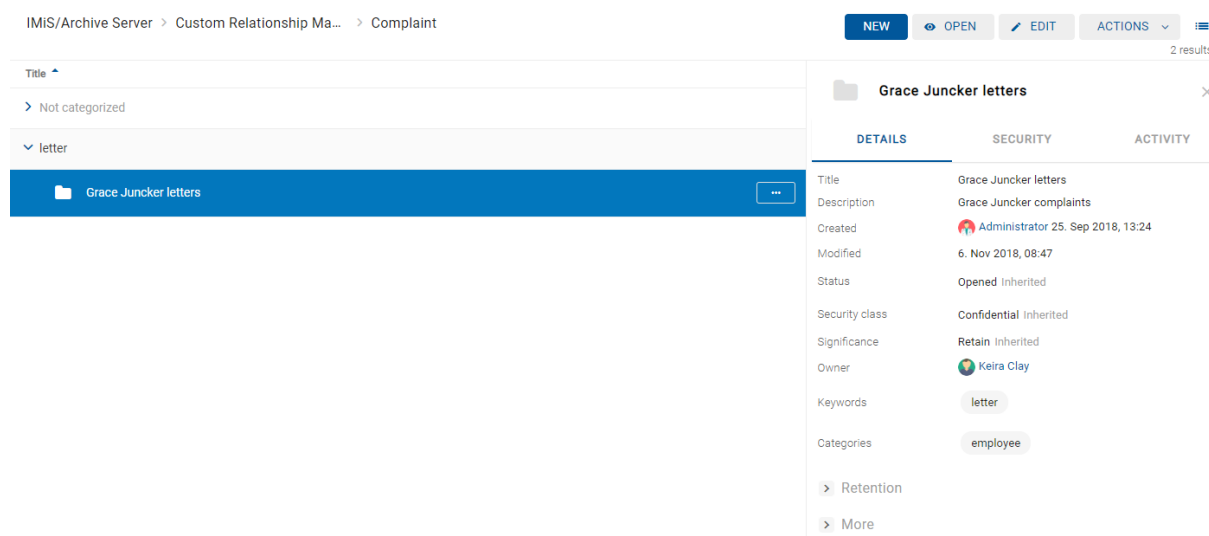 IMiS/Archive Server > Custom Relationship Ma... > Complaint
NEW
OPEN
EDIT
ACTIONS
2 results
Title
Not categorized
letter
Grace Juncker letters
...
Grace Juncker letters
DETAILS SECURITY ACTIVITY
Title Grace Juncker letters
Description Grace Juncker complaints
Created Administrator 25. Sep 2018, 13:24
Modified 6. Nov 2018, 08:47
Status Opened Inherited
Security class Confidential Inherited
Significance Retain Inherited
Owner Keira Clay
Keywords letter
Categories employee
> Retention
> More